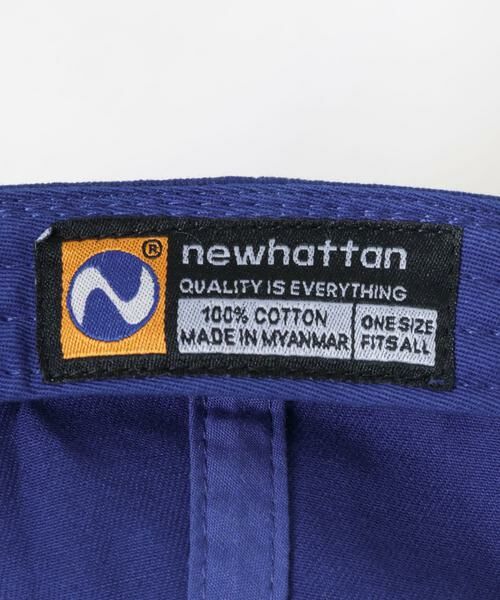 ®
newhattan
QUALITY IS EVERYTHING
100% COTTON
MADE IN MYANMAR
ONE SIZE
FITS ALL